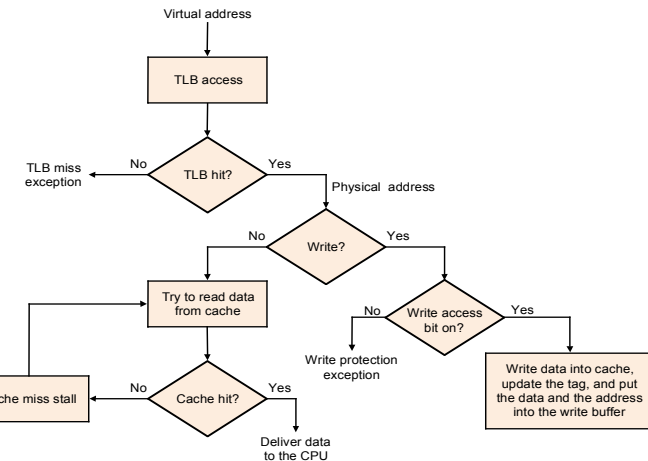 Virtual address
TLB access
TLB miss
exception
No
TLB hit?
Yes
Physical address
No
Write?
Yes
Try to read data
from cache
No
Write access
bit on?
Yes
Write protection
exception
Write data into cache,
update the tag, and put
the data and the address
into the write buffer
che miss stall
No
Cache hit?
Yes
Deliver data
to the CPU